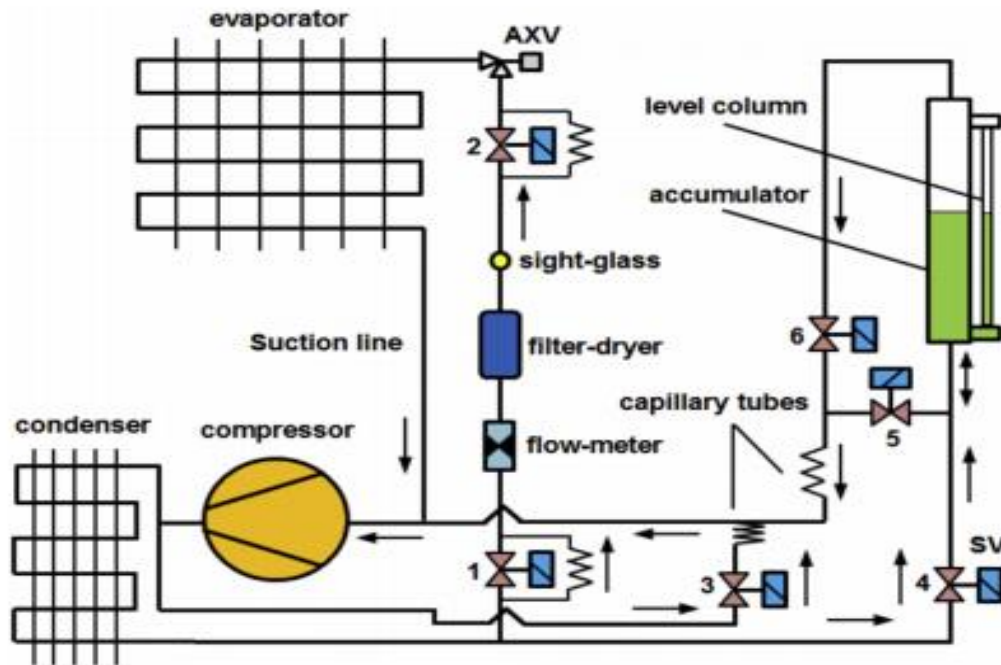 evaporator
AXV
level column
2
accumulator
sight-glass
Suction line
filter-dryer
6
capillary tubes
condenser
compressor
flow-meter
5
SV
1
3
4